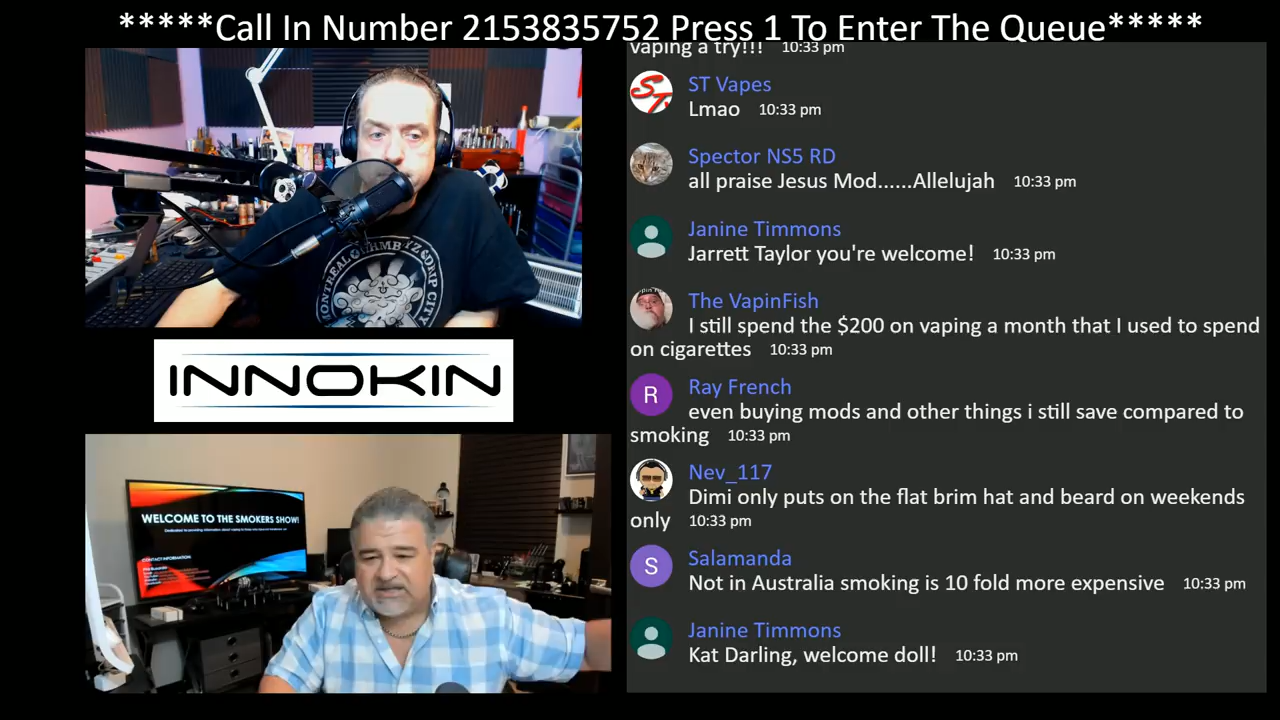 *****Call In Number 2153835752 Press 1 To Enter The Queue*****
vaping a try!!! 10:33 pm
ST Vapes
Lmao 10:33 pm
Spector NS5 RD
all praise Jesus Mod......Allelujah 10:33 pm
Janine Timmons
Jarrett Taylor you're welcome! 10:33 pm
The VapinFish
I still spend the $200 on vaping a month that I used to spend
on cigarettes 10:33 pm
R
Ray French
even buying mods and other things i still save compared to
smoking 10:33 pm
Nev_117
Dimi only puts on the flat brim hat and beard on weekends
only 10:33 pm
S
Salamanda
Not in Australia smoking is 10 fold more expensive 10:33 pm
Janine Timmons
Kat Darling, welcome doll! 10:33 pm
MONTREAL THMBTZ DRIP CITY
INNOKIN
WELCOME TO THE SMOKERS SHOW!
CONTACT INFORMATION